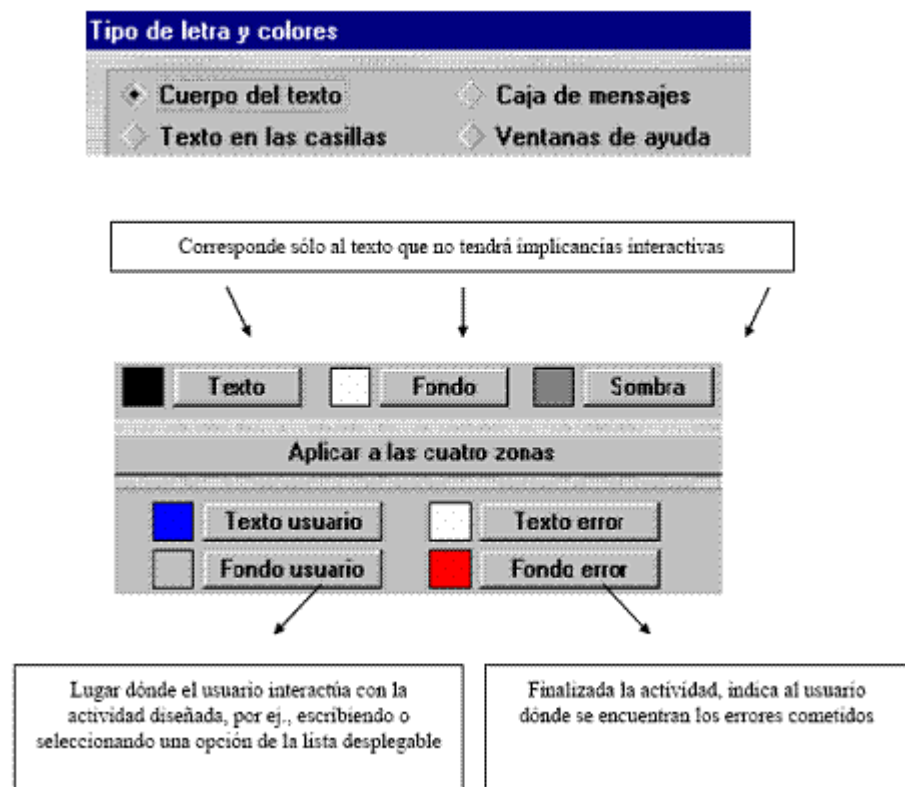 Tipo de letra y colores
Cuerpo del texto Caja de mensajes
Texto en las casillas Ventanas de ayuda
Corresponde sólo al texto que no tendrá implicancias interactivas
Texto Fondo Sombra
Aplicar a las cuatro zonas
Texto usuario Texto error
Fondo usuario Fondo error
Lugar dónde el usuario interactúa con la
actividad diseñada, por ej., escribiendo o
seleccionando una opción de la lista desplegable
Finalizada la actividad, indica al usuario
dónde se encuentran los errores cometidos